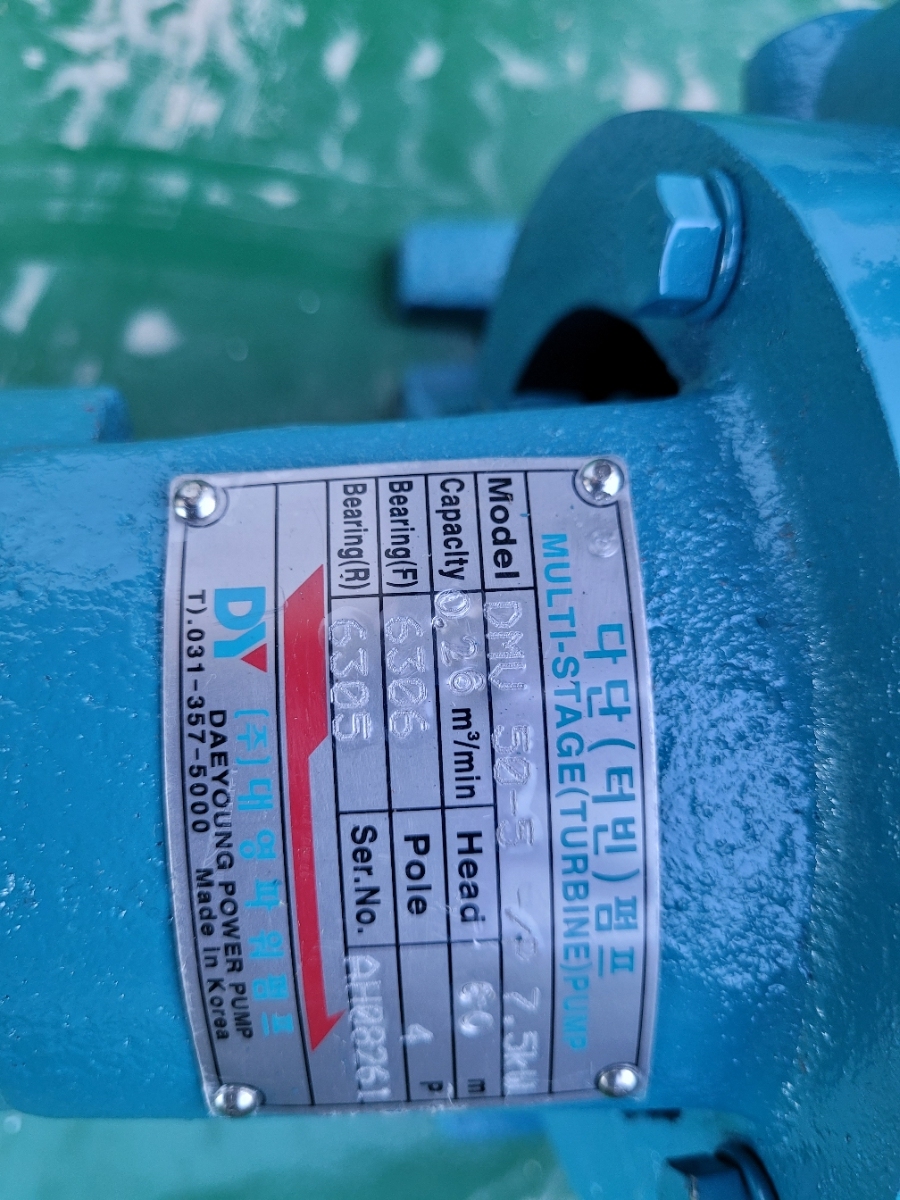 다단(터빈)펌프
MULTI-STAGE(TURBINE)PUMP
Model DMV 50-5 7.5kW
Capacity 0.26 m³/min Head 60 m
Bearing(F) 6306 Pole 4 P
Bearing(R) 6305 Ser.No. AH08261
DY (주)대영파워펌프
DAEYOUNG POWER PUMP
T).031-357-5000 Made in Korea